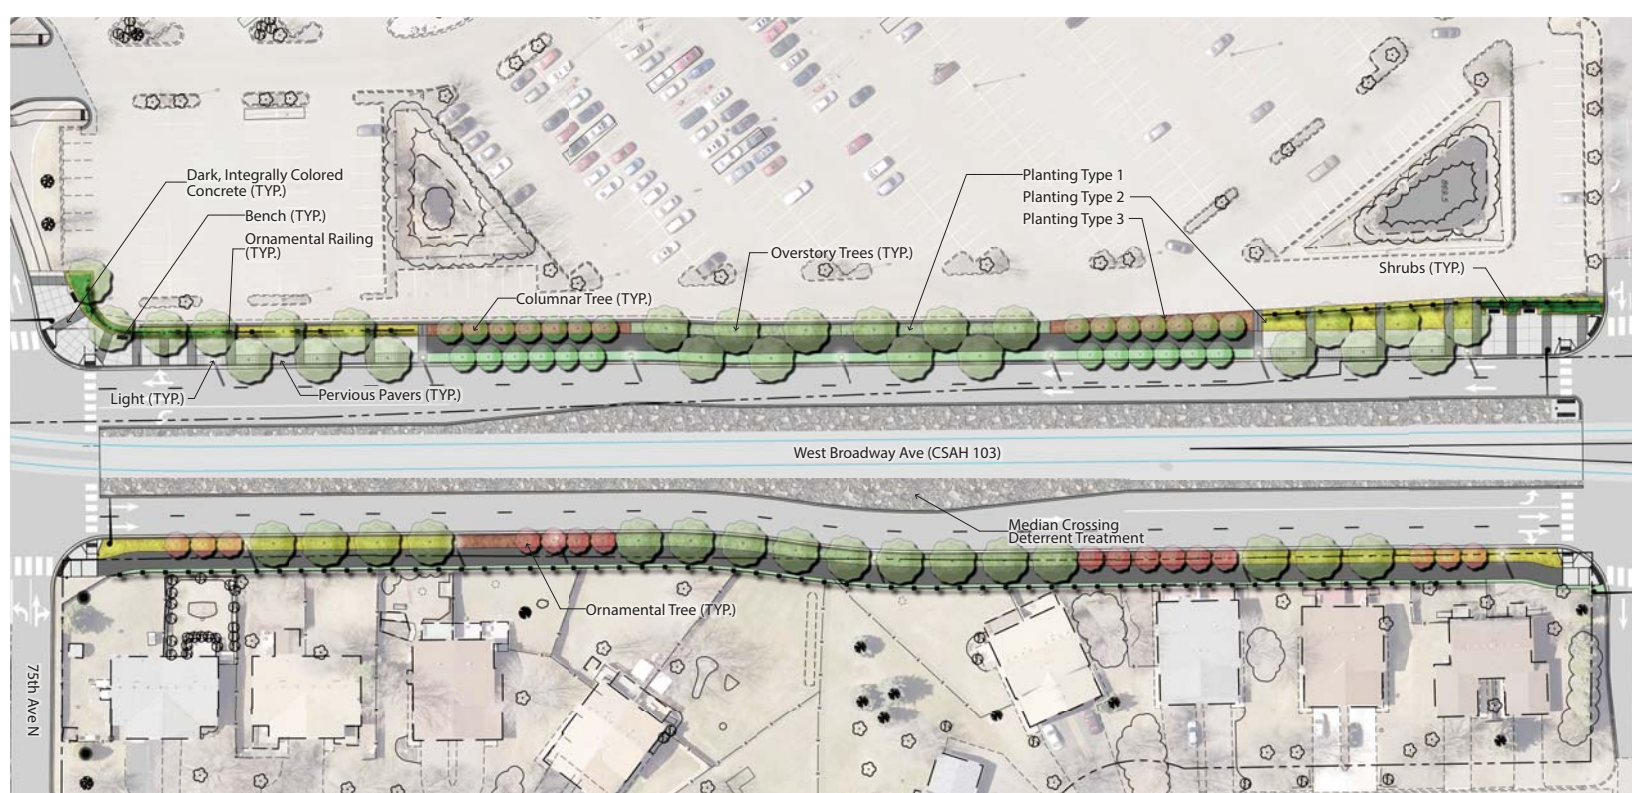 Dark, Integrally Colored
Concrete (TYP.)
Bench (TYP.)
Ornamental Railing
(TYP.)
Columnar Tree (TYP.)
Overstory Trees (TYP.)
Planting Type 1
Planting Type 2
Planting Type 3
869.5
Shrubs (TYP.)
Light (TYP.)
Pervious Pavers (TYP.)
West Broadway Ave (CSAH 103)
Median Crossing
Deterrent Treatment
Ornamental Tree (TYP.)
75th Ave N